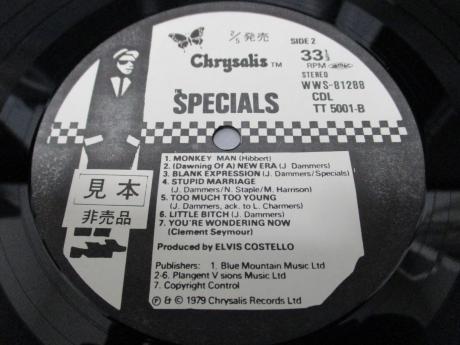 2/5 発売
SIDE 2
Chrysalis TM
33 1/3
RPM
STEREO
WWS-81288
CDL
TT 5001-B
THE SPECIALS
1. MONKEY MAN (Hibbert)
2. (Dawning Of A) NEW ERA (J. Dammers)
3. BLANK EXPRESSION (J. Dammers/Specials)
4. STUPID MARRIAGE
(J. Dammers/N. Staple/M. Harrison)
5. TOO MUCH TOO YOUNG
(J. Dammers, ack. to L. Charmers)
6. LITTLE BITCH (J. Dammers)
7. YOU'RE WONDERING NOW
(Clement Seymour)
Produced by ELVIS COSTELLO
Publishers: 1. Blue Mountain Music Ltd
2-6. Plangent Visions Music Ltd
7. Copyright Control
℗ & © 1979 Chrysalis Records Ltd
見本
非売品